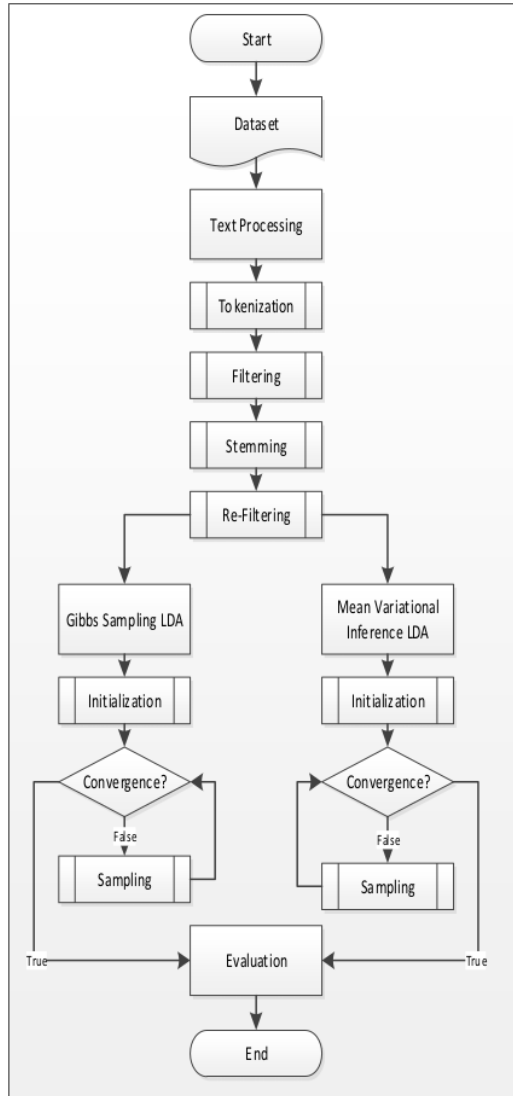 Start
Dataset
Text Processing
Tokenization
Filtering
Stemming
Re-Filtering
Gibbs Sampling LDA
Mean Variational
Inference LDA
Initialization
Initialization
Convergence?
Convergence?
False
False
Sampling
Sampling
True
Evaluation
True
End